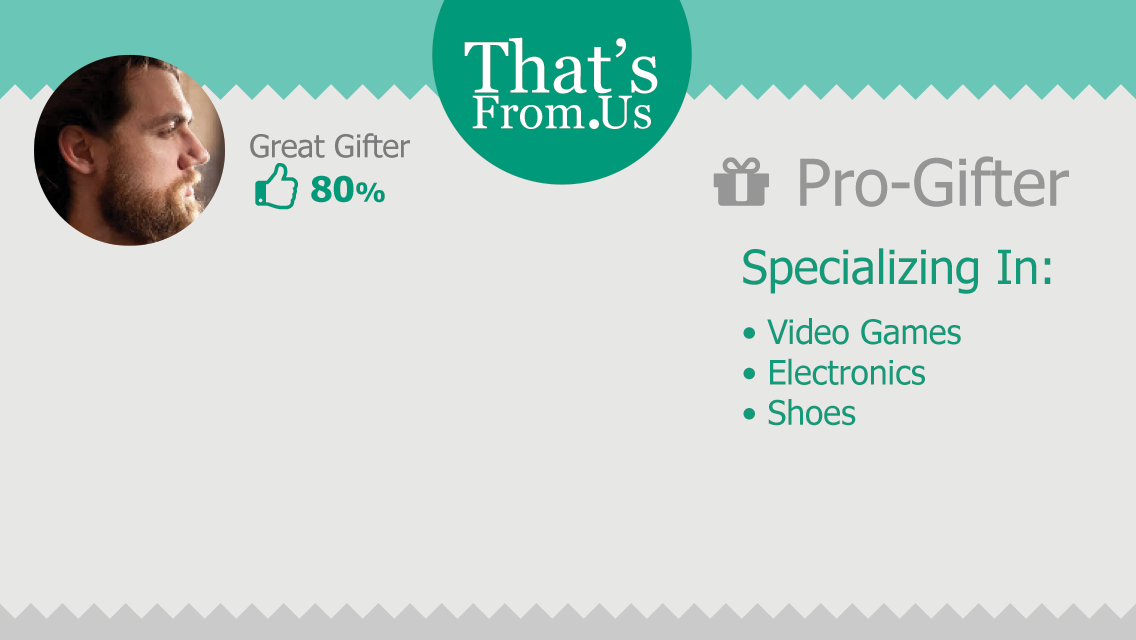 That's
From.Us
Great Gifter
80%
Pro-Gifter
Specializing In:
• Video Games
• Electronics
• Shoes